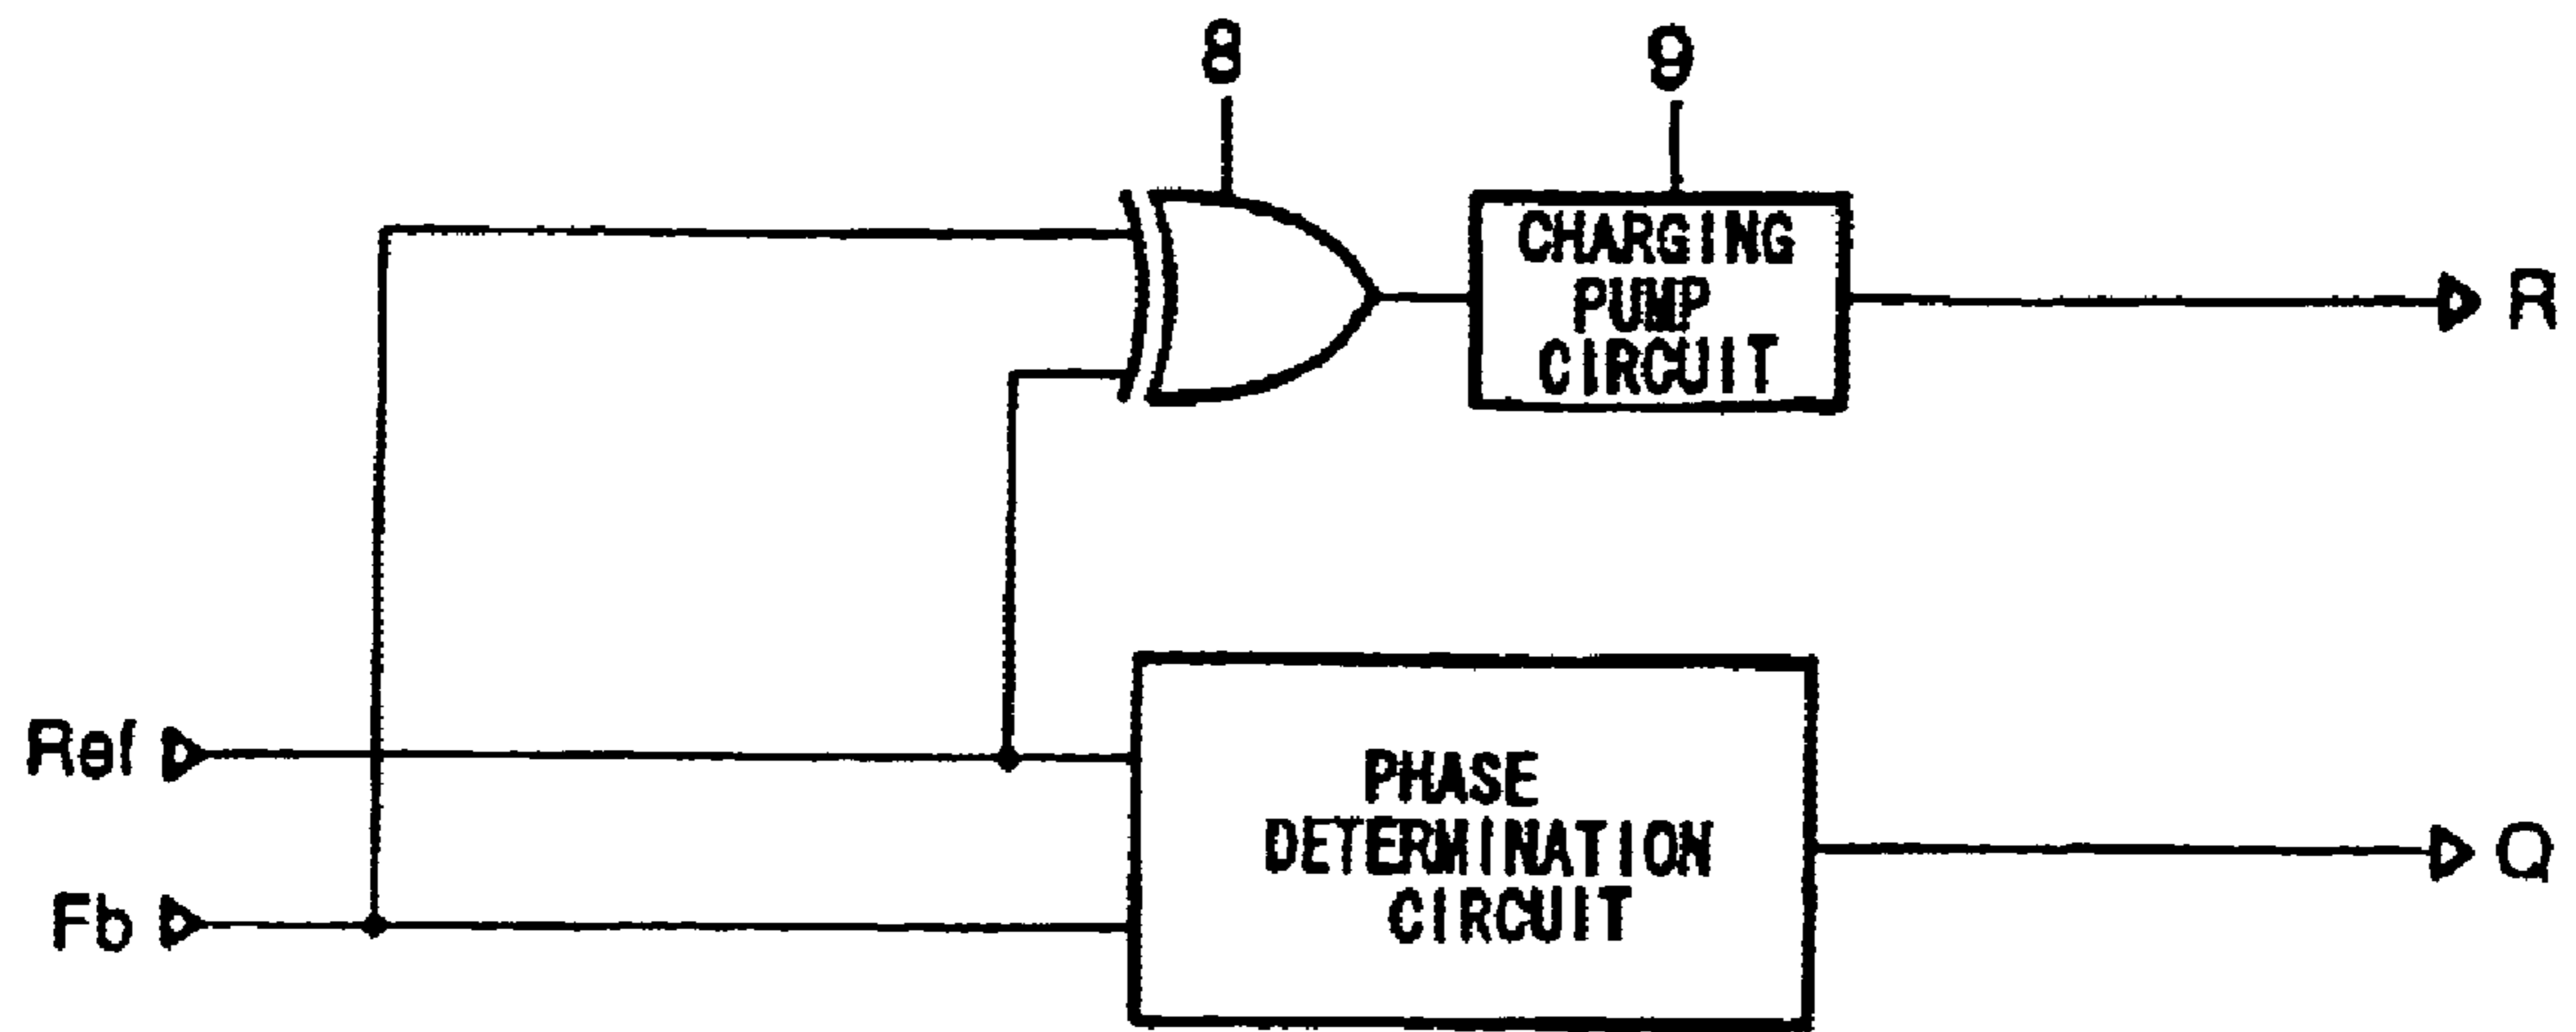 8
9
CHARGING
PUMP
CIRCUIT
R
Ref
PHASE
DETERMINATION
CIRCUIT
Fb
Q